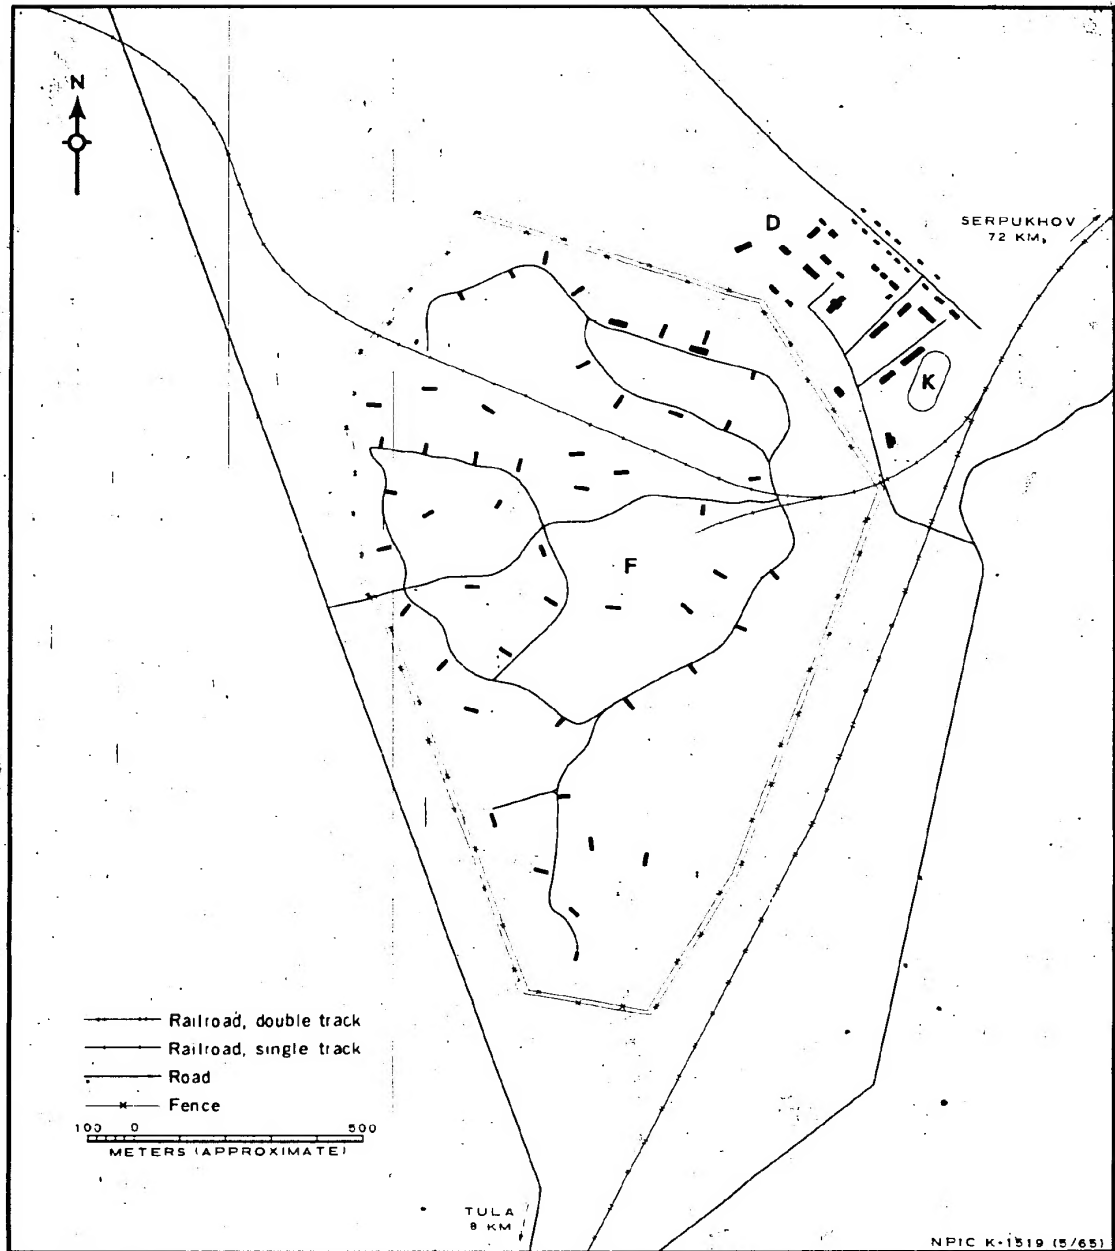 N
D
SERPUKHOV
72 KM
K
F
Railroad, double track
Railroad, single track
Road
Fence
100 0 500
METERS (APPROXIMATE)
TULA
8 KM
NPIC K-1519 (5/65)